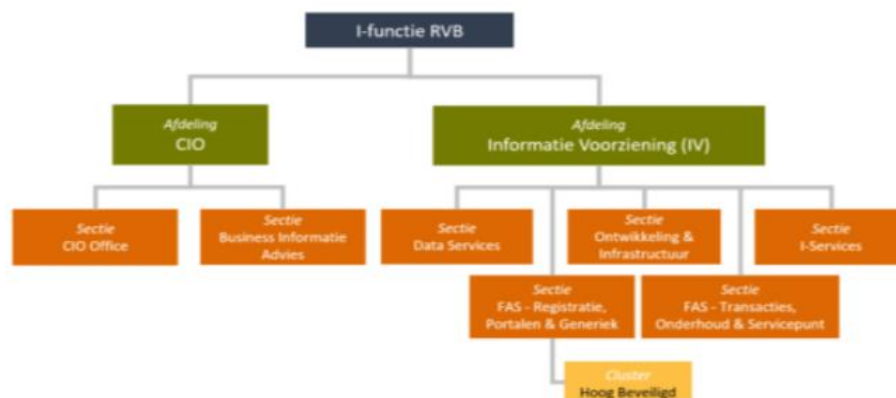 I-functie RVB
Afdeling
CIO
Afdeling
Informatie Voorziening (IV)
Sectie
CIO Office
Sectie
Business Informatie
Advies
Sectie
Data Services
Sectie
Ontwikkeling &
Infrastructuur
Sectie
I-Services
Sectie
FAS - Registratie,
Portalen & Generiek
Sectie
FAS - Transacties,
Onderhoud & Servicepunt
Cluster
Hoog Beveiligd